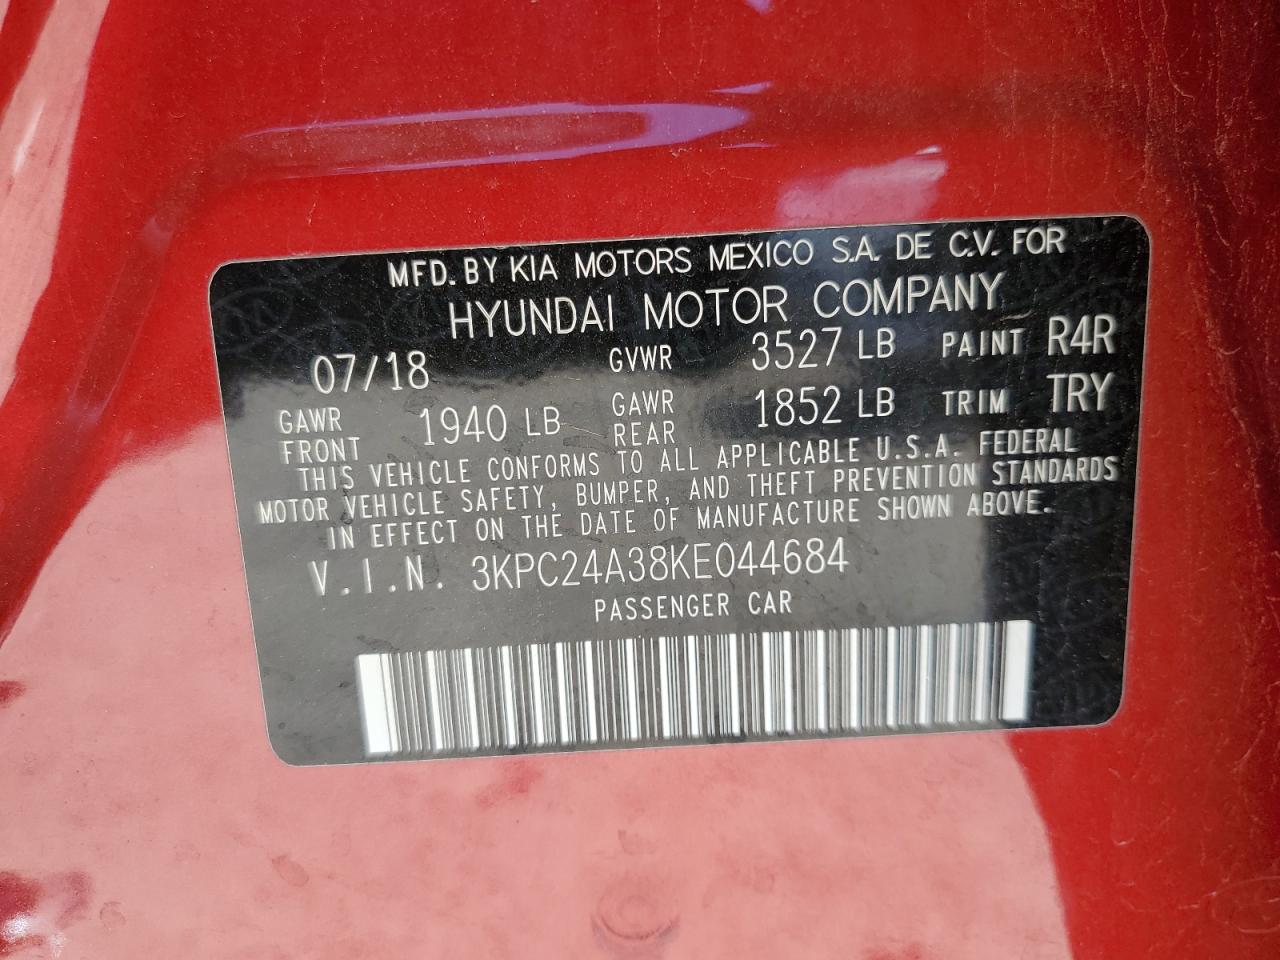 MFD. BY KIA MOTORS MEXICO S.A. DE C.V. FOR
HYUNDAI MOTOR COMPANY
07/18 GVWR 3527 LB PAINT R4R
GAWR FRONT 1940 LB GAWR REAR 1852 LB TRIM TRY
THIS VEHICLE CONFORMS TO ALL APPLICABLE U.S.A. FEDERAL
MOTOR VEHICLE SAFETY, BUMPER, AND THEFT PREVENTION STANDARDS
IN EFFECT ON THE DATE OF MANUFACTURE SHOWN ABOVE.
V.I.N. 3KPC24A38KE044684
PASSENGER CAR